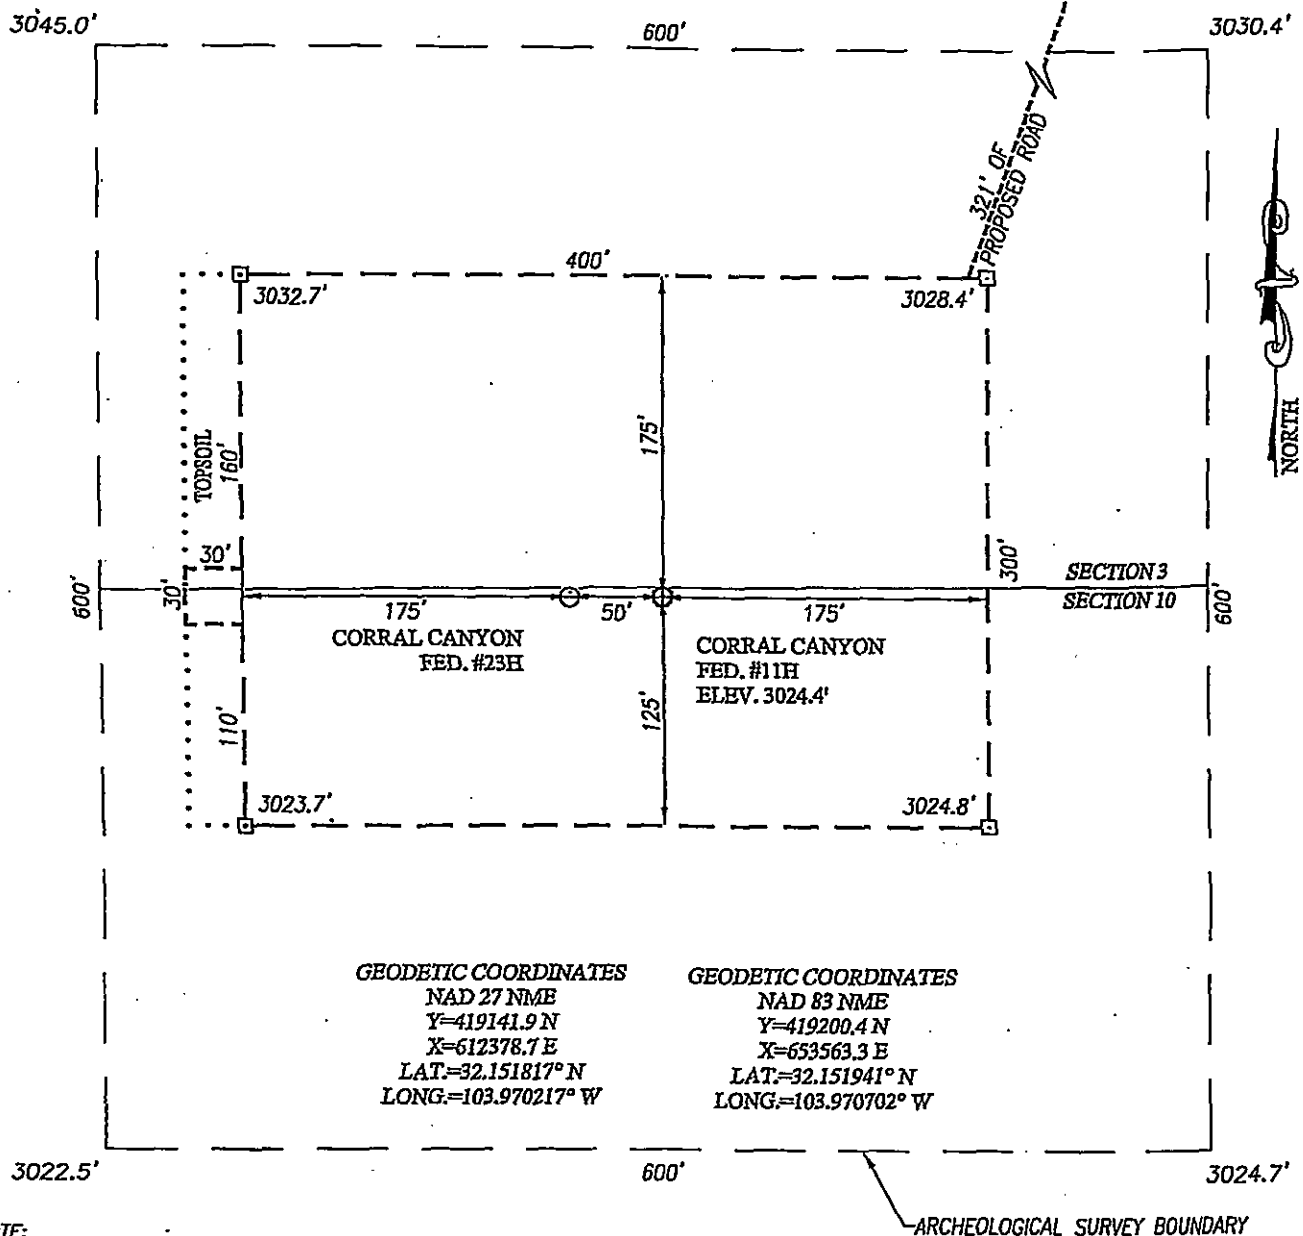 3045.0'
600'
3030.4'
321' OF
PROPOSED ROAD
400'
3032.7'
3028.4'
NORTH
TOPSOIL
160'
175'
30'
30'
300'
SECTION 3
SECTION 10
600'
600'
175'
50'
175'
CORRAL CANYON
FED. #23H
CORRAL CANYON
FED. #11H
ELEV. 3024.4'
110'
125'
3023.7'
3024.8'
GEODETIC COORDINATES
NAD 27 NME
Y=419141.9 N
X=612378.7 E
LAT.=32.151817° N
LONG.=103.970217° W
GEODETIC COORDINATES
NAD 83 NME
Y=419200.4 N
X=653563.3 E
LAT.=32.151941° N
LONG.=103.970702° W
3022.5'
600'
3024.7'
ARCHEOLOGICAL SURVEY BOUNDARY